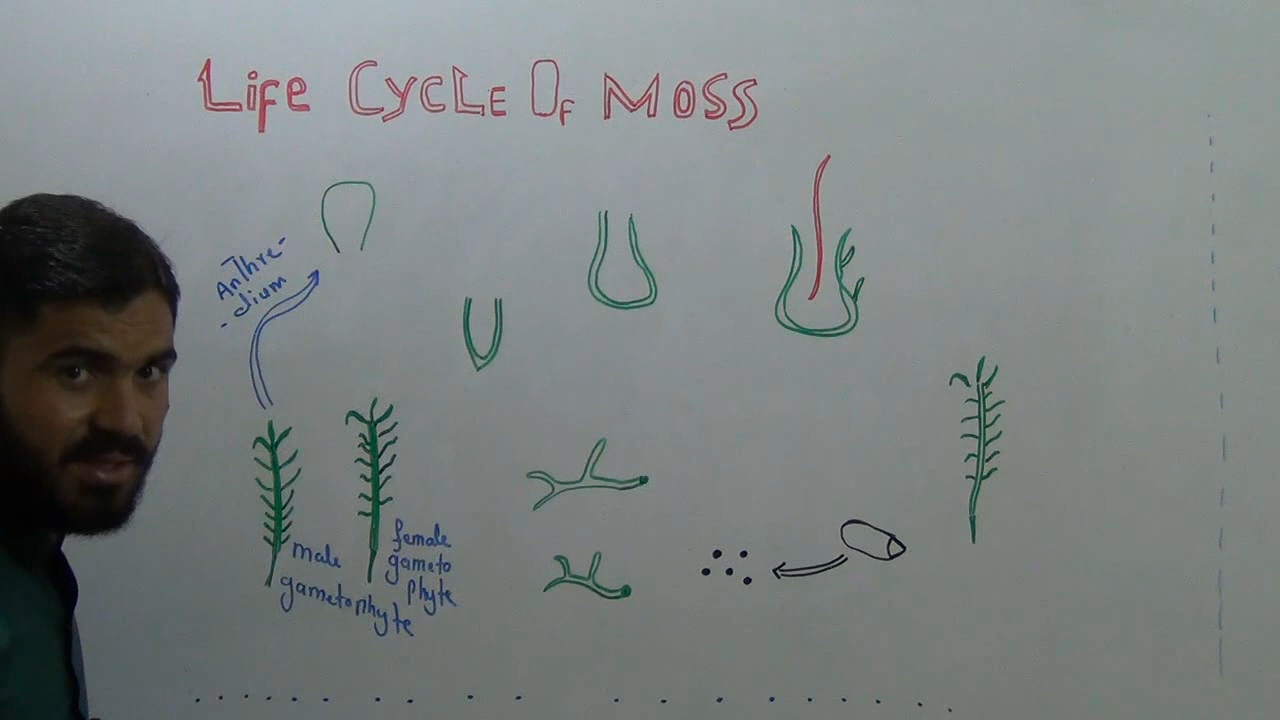 Life Cycle Of Moss
AnThre-
-dium
male
gametophyte
female
gameto
phyte